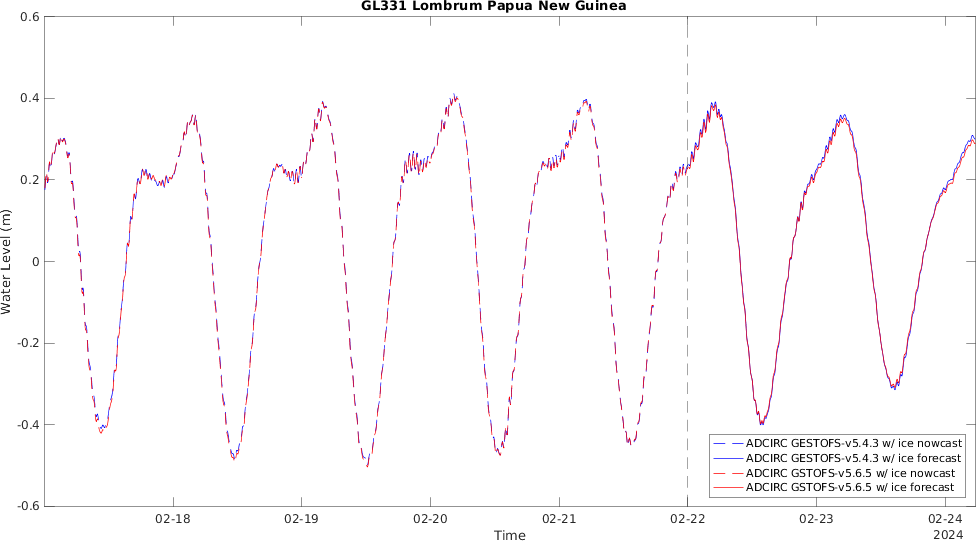 GL331 Lombrum Papua New Guinea
0.6
0.4
0.2
0
-0.2
-0.4
-0.6
Water Level (m)
ADCIRC GESTOFS-v5.4.3 w/ ice nowcast
ADCIRC GESTOFS-v5.4.3 w/ ice forecast
ADCIRC GSTOFS-v5.6.5 w/ ice nowcast
ADCIRC GSTOFS-v5.6.5 w/ ice forecast
02-18 02-19 02-20 02-21 02-22 02-23 02-24
Time
2024